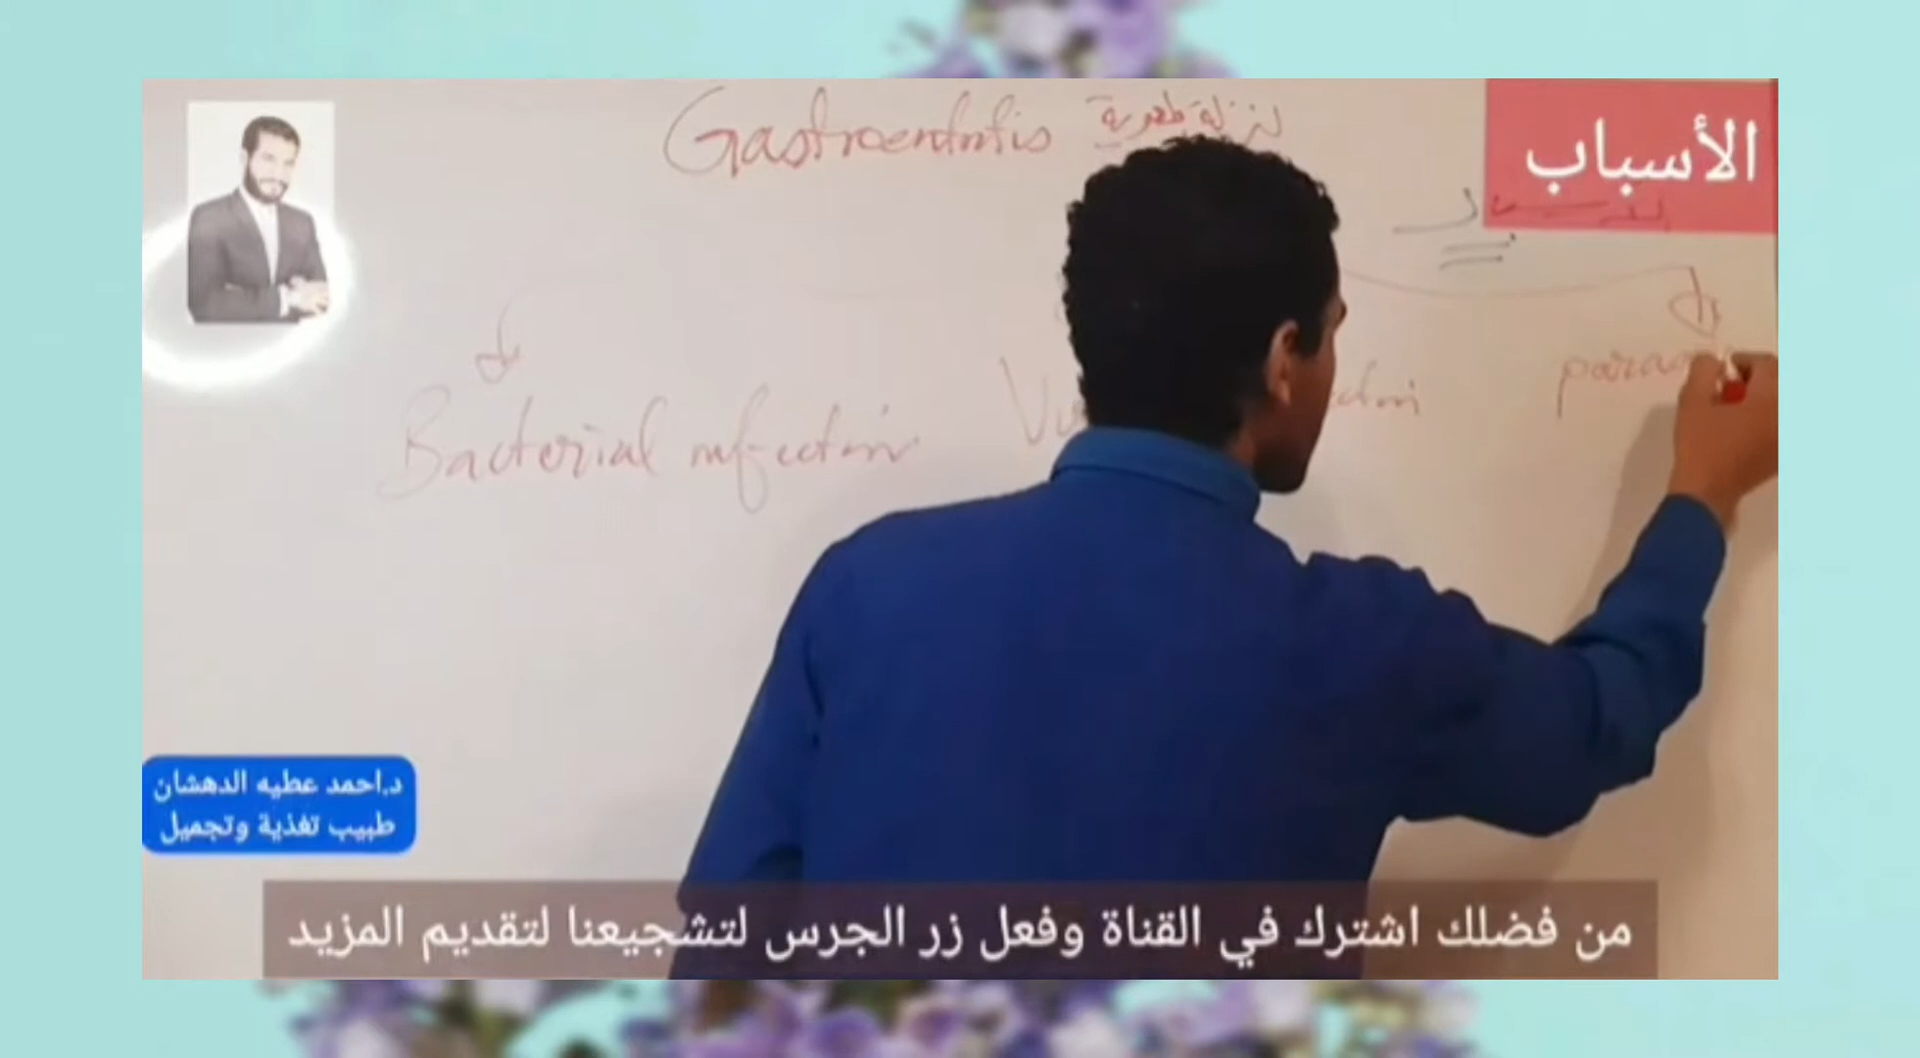 Gastroenteritis نزلة معوية
الأسباب
Bacterial infection
د.احمد عطيه الدهشان
طبيب تغذية وتجميل
من فضلك اشترك في القناة وفعل زر الجرس لتشجيعنا لتقديم المزيد